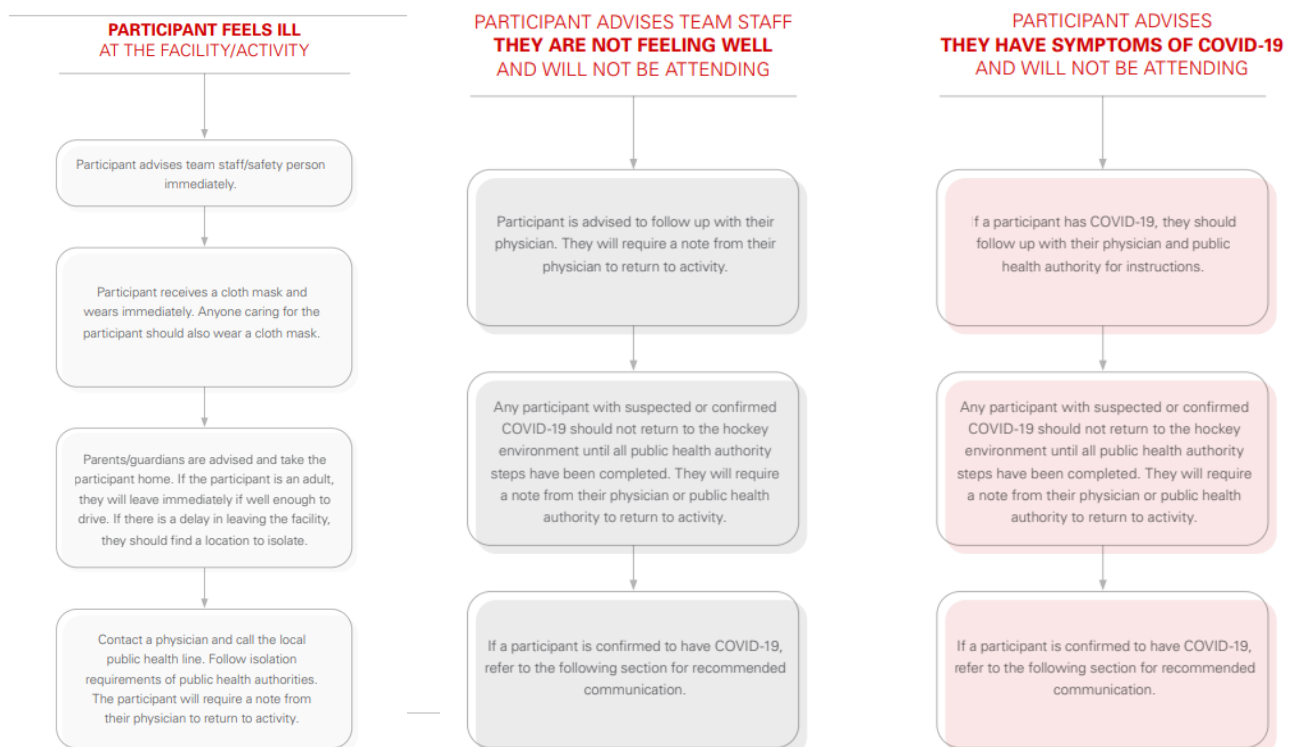 PARTICIPANT FEELS ILL
AT THE FACILITY/ACTIVITY
Participant advises team staff/safety person
immediately.
Participant receives a cloth mask and
wears immediately. Anyone caring for the
participant should also wear a cloth mask.
Parents/guardians are advised and take the
participant home. If the participant is an adult,
they will leave immediately if well enough to
drive. If there is a delay in leaving the facility,
they should find a location to isolate.
Contact a physician and call the local
public health line. Follow isolation
requirements of public health authorities.
The participant will require a note from
their physician to return to activity.
PARTICIPANT ADVISES TEAM STAFF
THEY ARE NOT FEELING WELL
AND WILL NOT BE ATTENDING
Participant is advised to follow up with their
physician. They will require a note from their
physician to return to activity.
Any participant with suspected or confirmed
COVID-19 should not return to the hockey
environment until all public health authority
steps have been completed. They will require
a note from their physician or public health
authority to return to activity.
If a participant is confirmed to have COVID-19,
refer to the following section for recommended
communication.
PARTICIPANT ADVISES
THEY HAVE SYMPTOMS OF COVID-19
AND WILL NOT BE ATTENDING
If a participant has COVID-19, they should
follow up with their physician and public
health authority for instructions.
Any participant with suspected or confirmed
COVID-19 should not return to the hockey
environment until all public health authority
steps have been completed. They will require
a note from their physician or public health
authority to return to activity.
If a participant is confirmed to have COVID-19,
refer to the following section for recommended
communication.